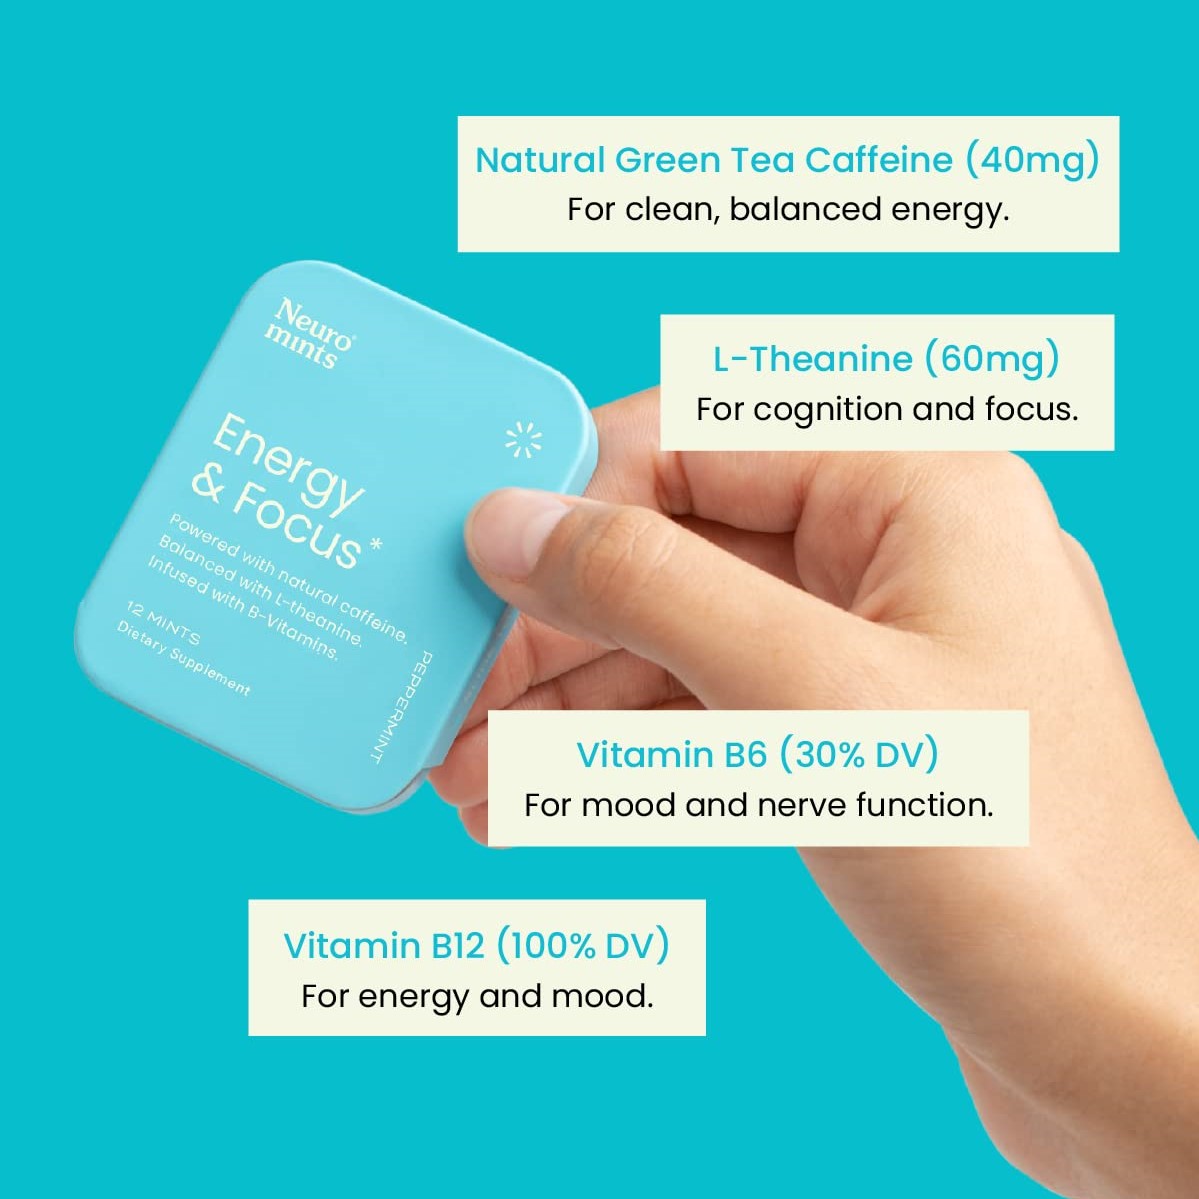 Natural Green Tea Caffeine (40mg)
For clean, balanced energy.
L-Theanine (60mg)
For cognition and focus.
Neuro®
mints
Energy
& Focus*
Powered with natural caffeine.
Balanced with L-theanine.
Infused with B-Vitamins.
12 MINTS
Dietary Supplement
PEPPERMINT
Vitamin B6 (30% DV)
For mood and nerve function.
Vitamin B12 (100% DV)
For energy and mood.